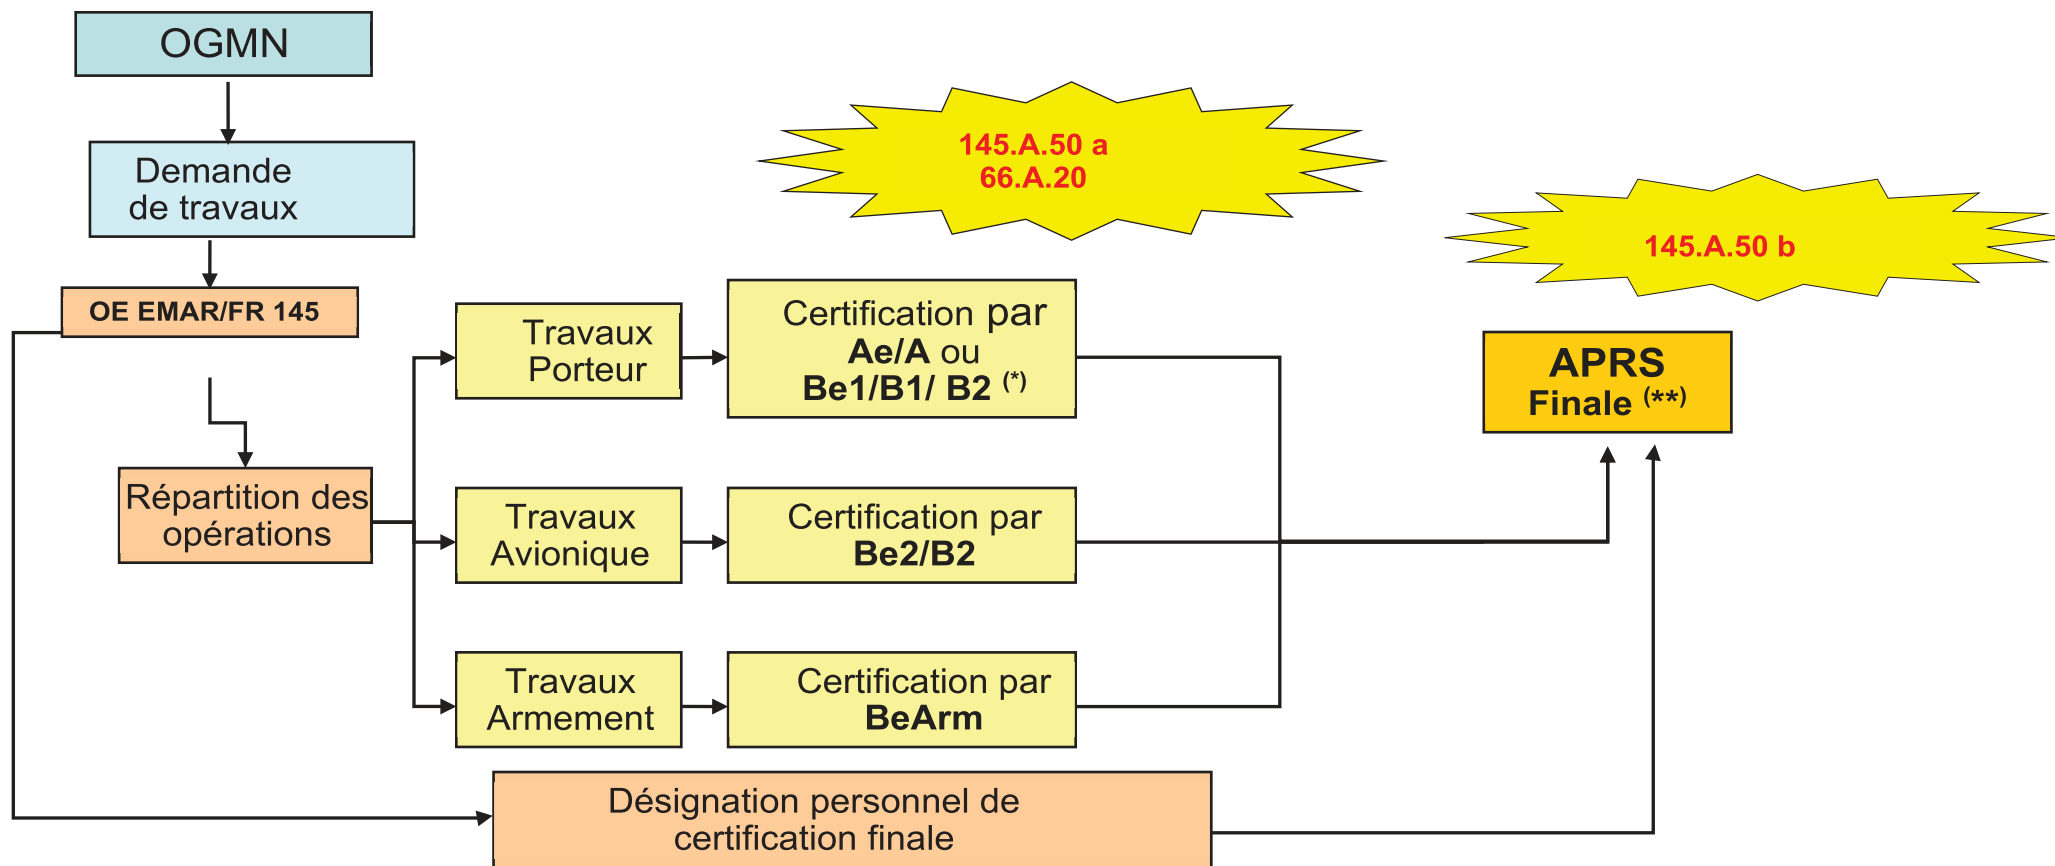 OGMN
Demande
de travaux
OE EMAR/FR 145
Répartition des
opérations
Travaux
Porteur
Travaux
Avionique
Travaux
Armement
145.A.50 a
66.A.20
Certification par
Ae/A ou
Be1/B1/ B2 (*)
Certification par
Be2/B2
Certification par
BeArm
Désignation personnel de
certification finale
145.A.50 b
APRS
Finale (**)